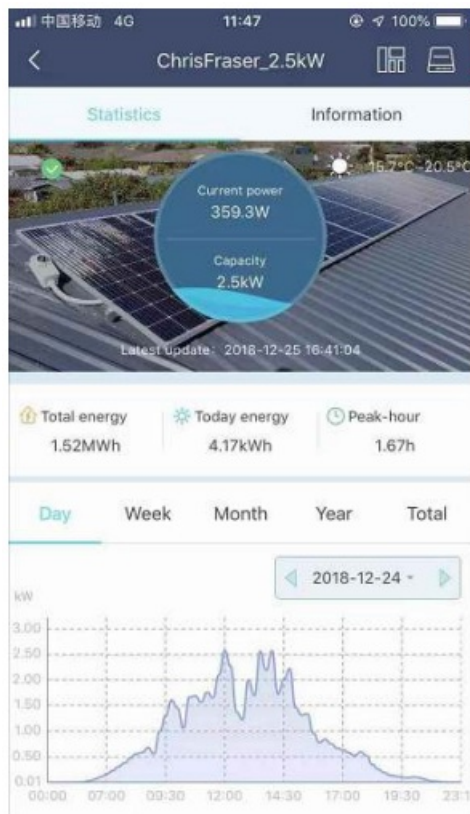 中国移动 4G 11:47 100%
ChrisFraser_2.5kW
Statistics Information
15.7°C~20.5°C
Current power
359.3W
Capacity
2.5kW
Latest update: 2018-12-25 16:41:04
Total energy Today energy Peak-hour
1.52MWh 4.17kWh 1.67h
Day Week Month Year Total
2018-12-24
kW
3.00
2.50
2.00
1.50
1.00
0.50
0.01
00:00 07:00 09:30 12:00 14:30 17:00 19:30 23:1